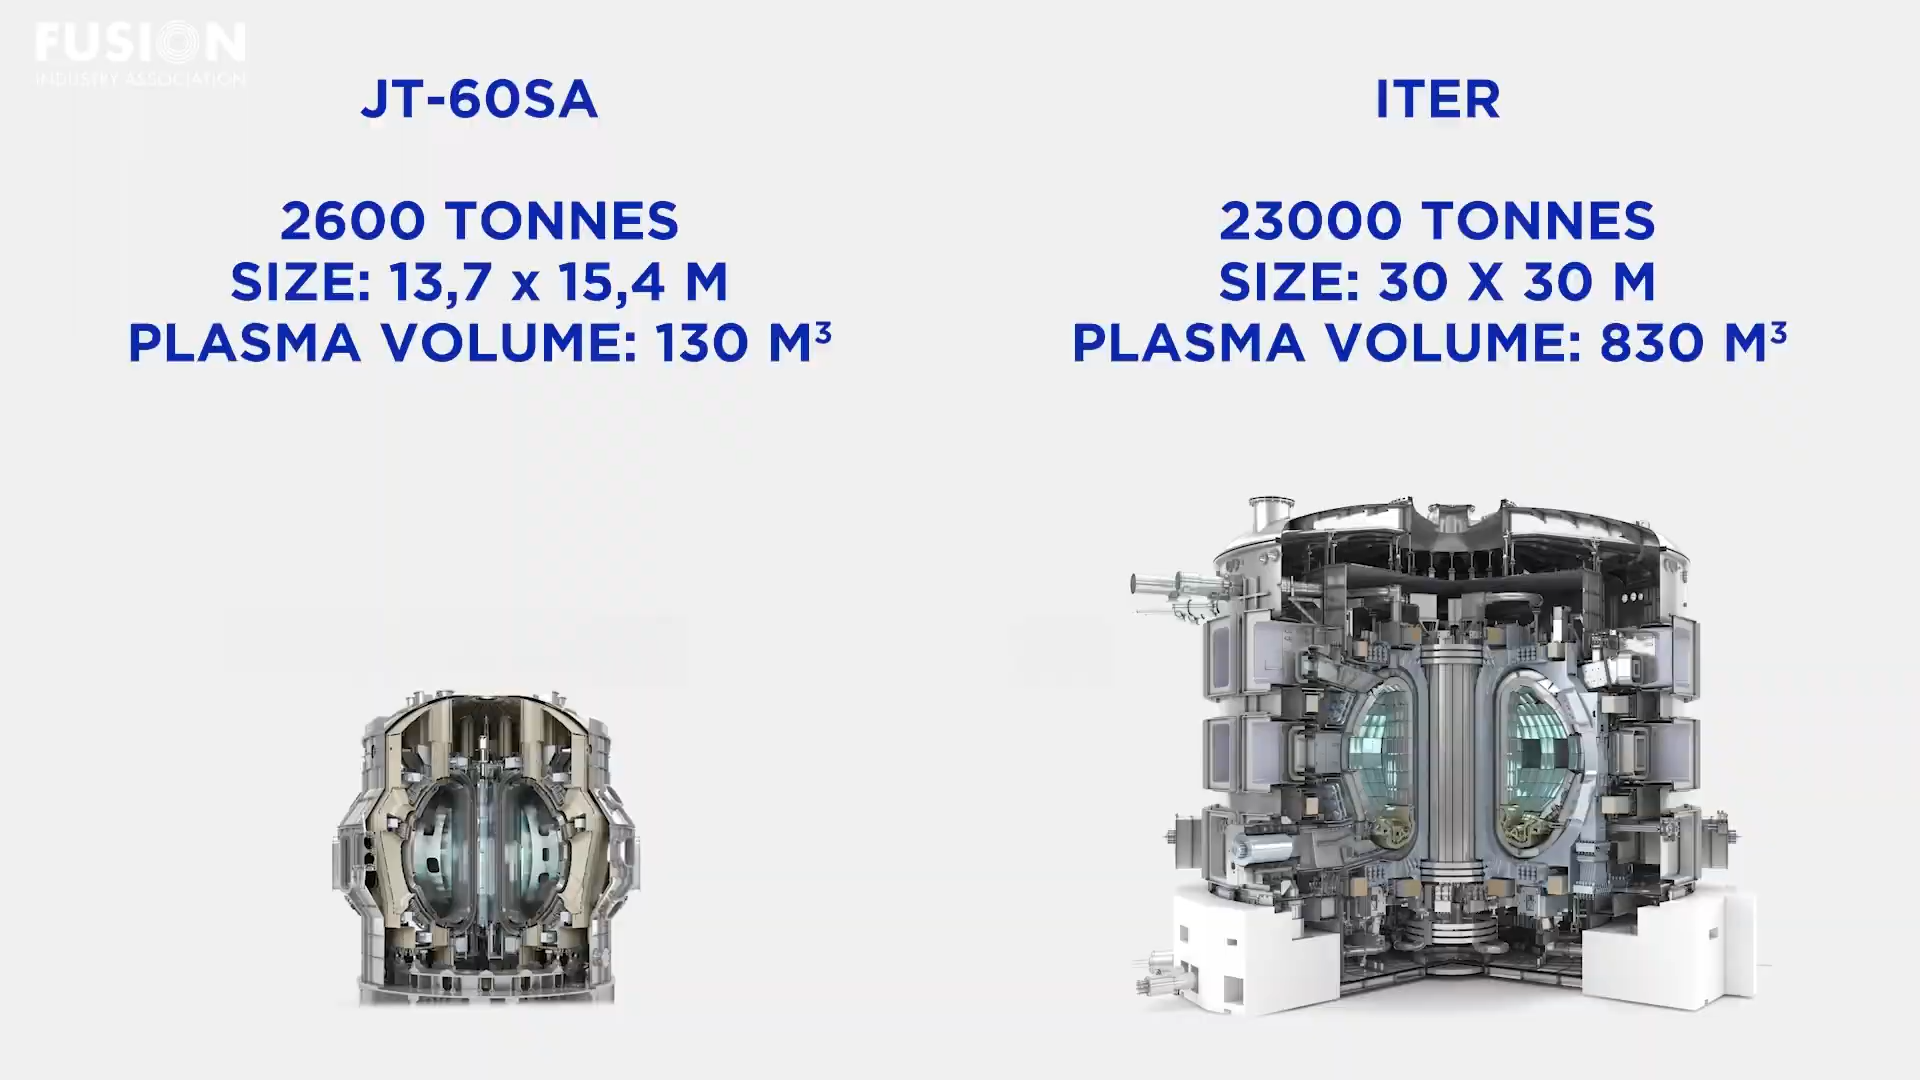 FUSION
INDUSTRY ASSOCIATION
JT-60SA
2600 TONNES
SIZE: 13,7 x 15,4 M
PLASMA VOLUME: 130 M³
ITER
23000 TONNES
SIZE: 30 X 30 M
PLASMA VOLUME: 830 M³